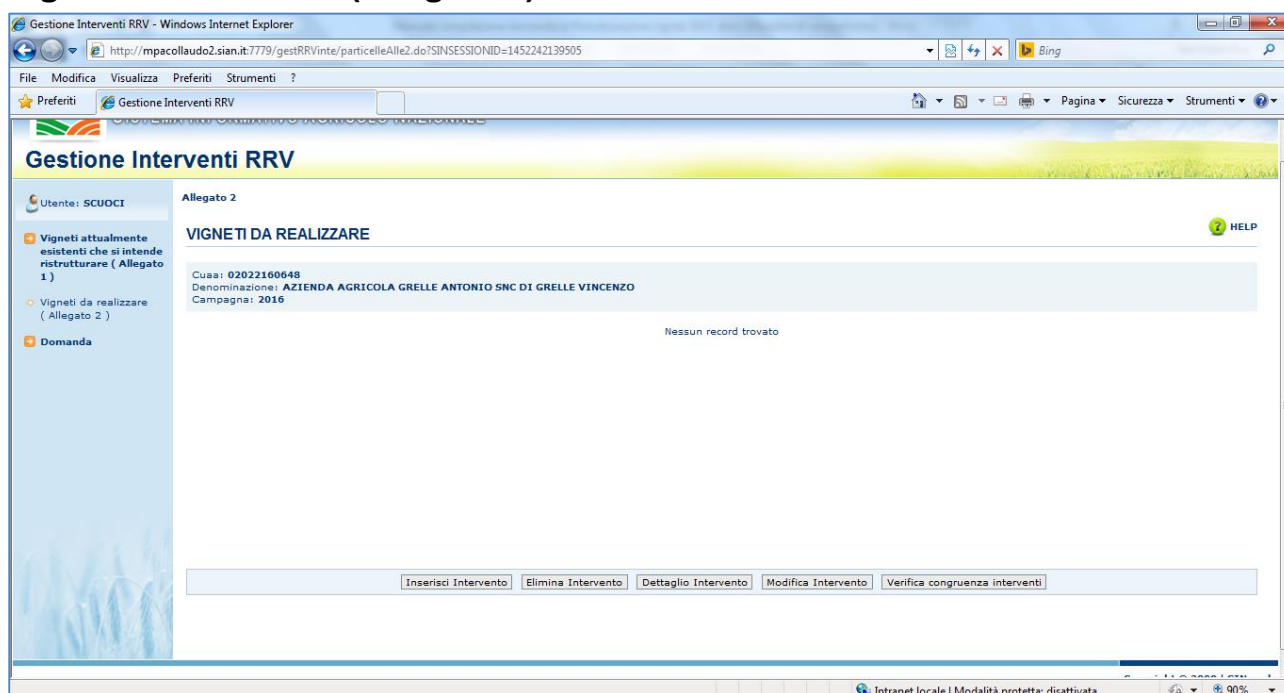 Gestione Interventi RRV - Windows Internet Explorer
http://mpacollaudo2.sian.it:7779/gestRRVinte/particelleAlle2.do?SINSESSIONID=1452242139505
Bing
File Modifica Visualizza Preferiti Strumenti ?
Preferiti Gestione Interventi RRV
Pagina Sicurezza Strumenti
Gestione Interventi RRV
Utente: SCUOCI
Allegato 2
HELP
VIGNETI DA REALIZZARE
Vigneti attualmente
esistenti che si intende
ristrutturare ( Allegato
1 )
Vigneti da realizzare
( Allegato 2 )
Domanda
Cuaa: 02022160648
Denominazione: AZIENDA AGRICOLA GRELLE ANTONIO SNC DI GRELLE VINCENZO
Campagna: 2016
Nessun record trovato
Inserisci Intervento Elimina Intervento Dettaglio Intervento Modifica Intervento Verifica congruenza interventi
Intranet locale | Modalità protetta: disattivata
90%